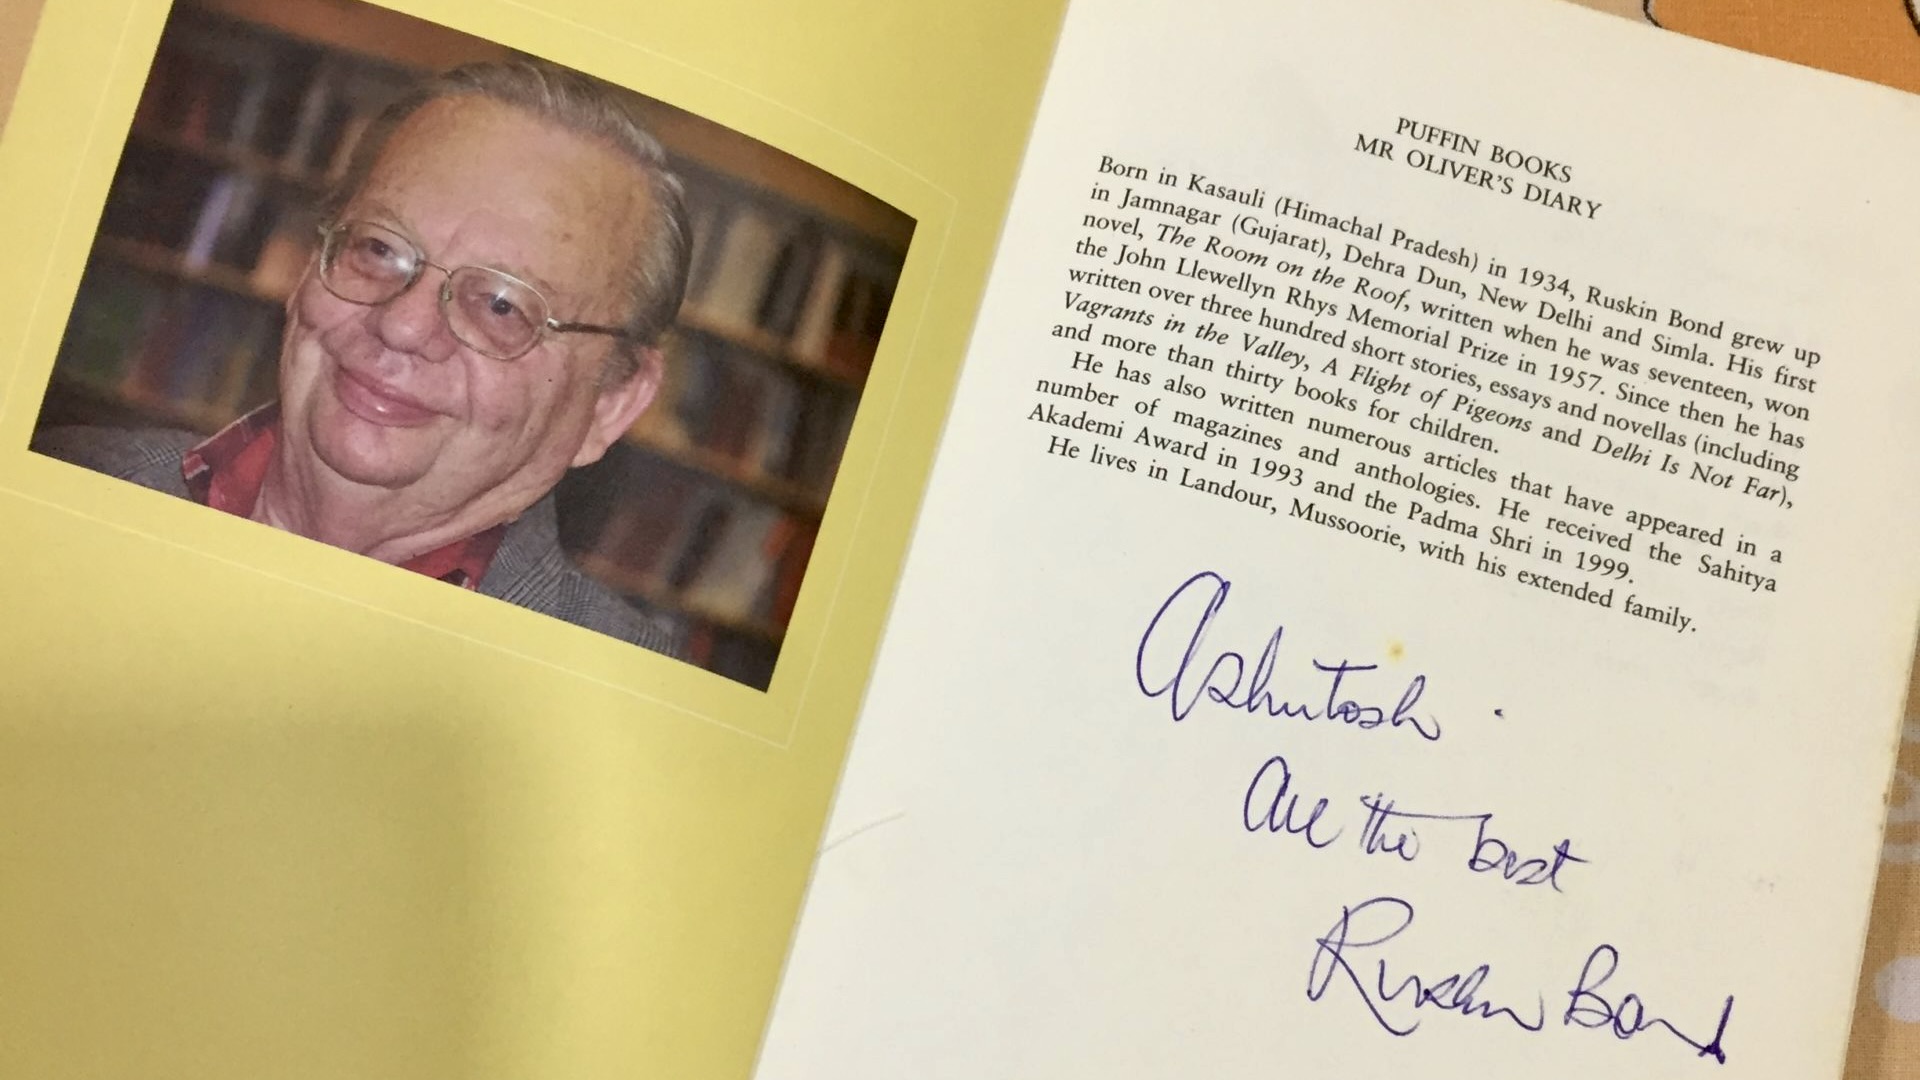 PUFFIN BOOKS
MR OLIVER'S DIARY
Born in Kasauli (Himachal Pradesh) in 1934, Ruskin Bond grew up
in Jamnagar (Gujarat), Dehra Dun, New Delhi and Simla. His first
novel, The Room on the Roof, written when he was seventeen, won
the John Llewellyn Rhys Memorial Prize in 1957. Since then he has
written over three hundred short stories, essays and novellas (including
Vagrants in the Valley, A Flight of Pigeons and Delhi Is Not Far),
and more than thirty books for children.
He has also written numerous articles that have appeared in a
number of magazines and anthologies. He received the Sahitya
Akademi Award in 1993 and the Padma Shri in 1999.
He lives in Landour, Mussoorie, with his extended family.
Ashutosh .
All the best
Ruskin Bond